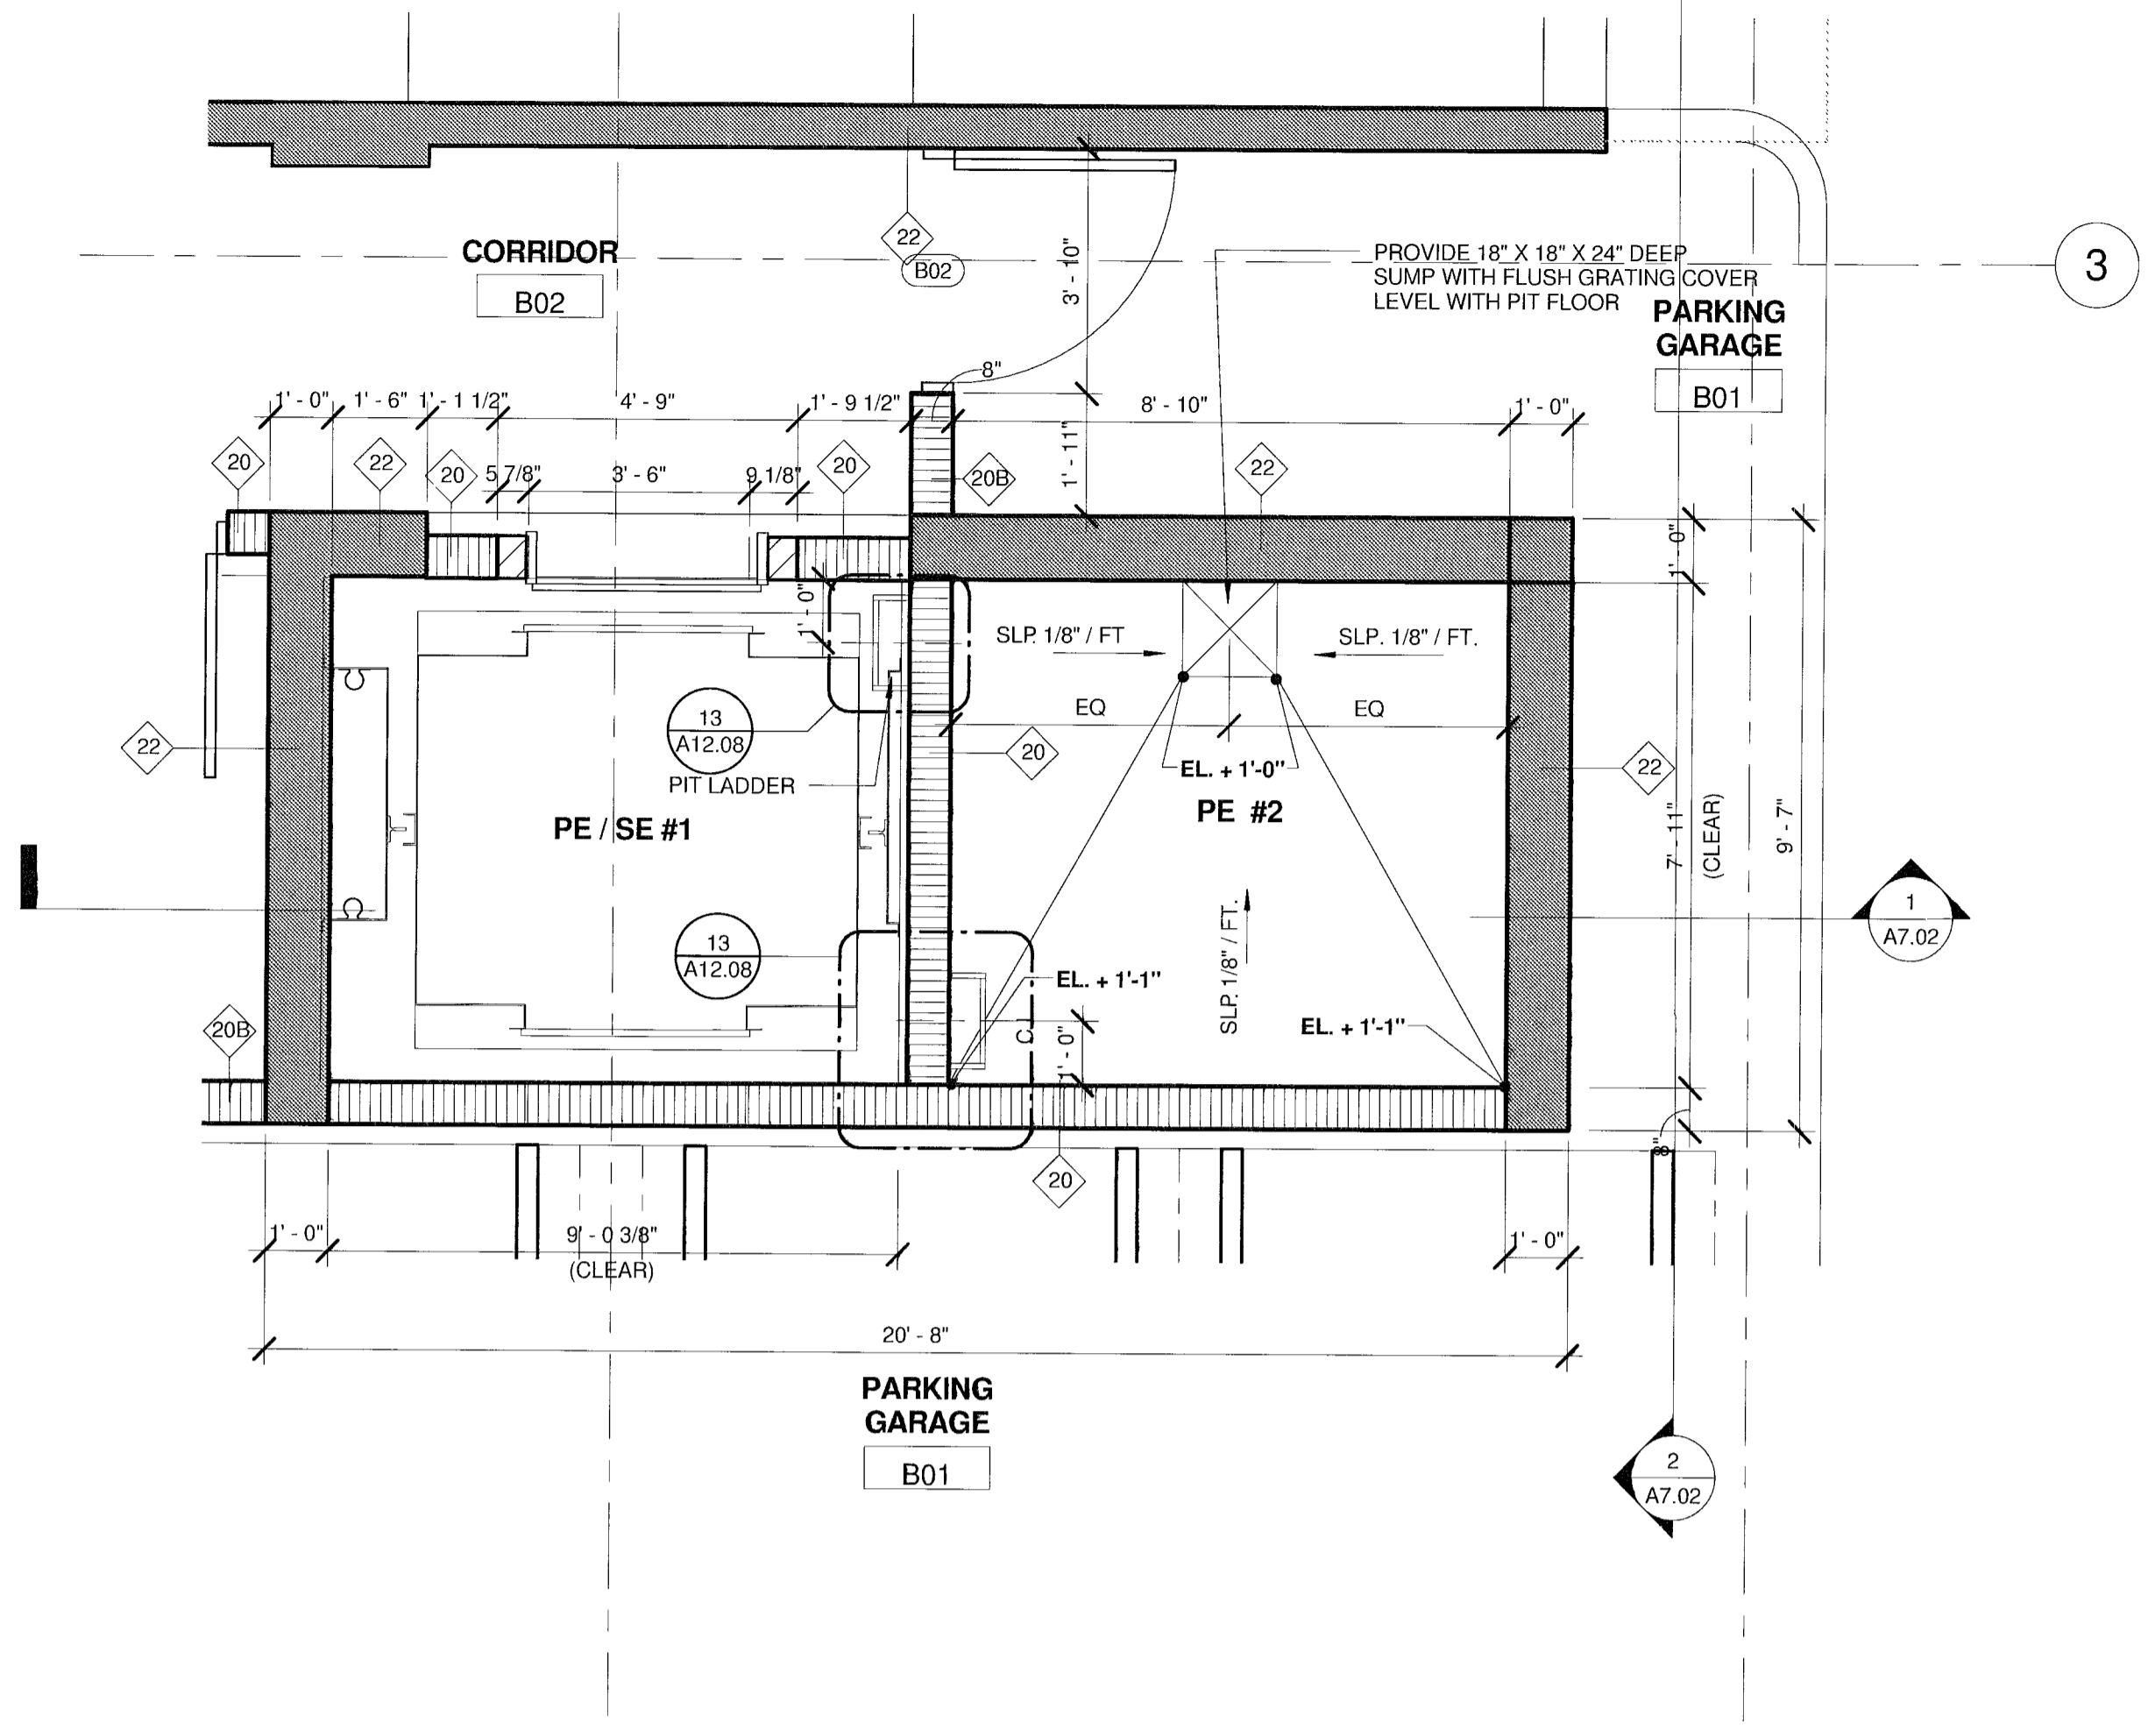 22
B02
CORRIDOR
B02
3' - 10"
PROVIDE 18" X 18" X 24" DEEP
SUMP WITH FLUSH GRATING COVER
LEVEL WITH PIT FLOOR
3
PARKING
GARAGE
B01
8"
1' - 0"
1' - 6"
1' - 1 1/2"
4' - 9"
1' - 9 1/2"
8' - 10"
1' - 0"
1' - 11"
20
22
20
5 7/8"
3' - 6"
9 1/8"
20
20B
22
1' - 0"
1' - 0"
SLP. 1/8" / FT
SLP. 1/8" / FT.
13
A12.08
EQ
EQ
22
20
22
PIT LADDER
EL. + 1'-0"
PE / SE #1
PE #2
7' - 11"
(CLEAR)
9' - 7"
1
A7.02
13
A12.08
EL. + 1'-1"
SLP. 1/8" / FT.
EL. + 1'-1"
20B
1' - 0"
8"
20
1' - 0"
9' - 0 3/8"
(CLEAR)
1' - 0"
20' - 8"
PARKING
GARAGE
B01
2
A7.02